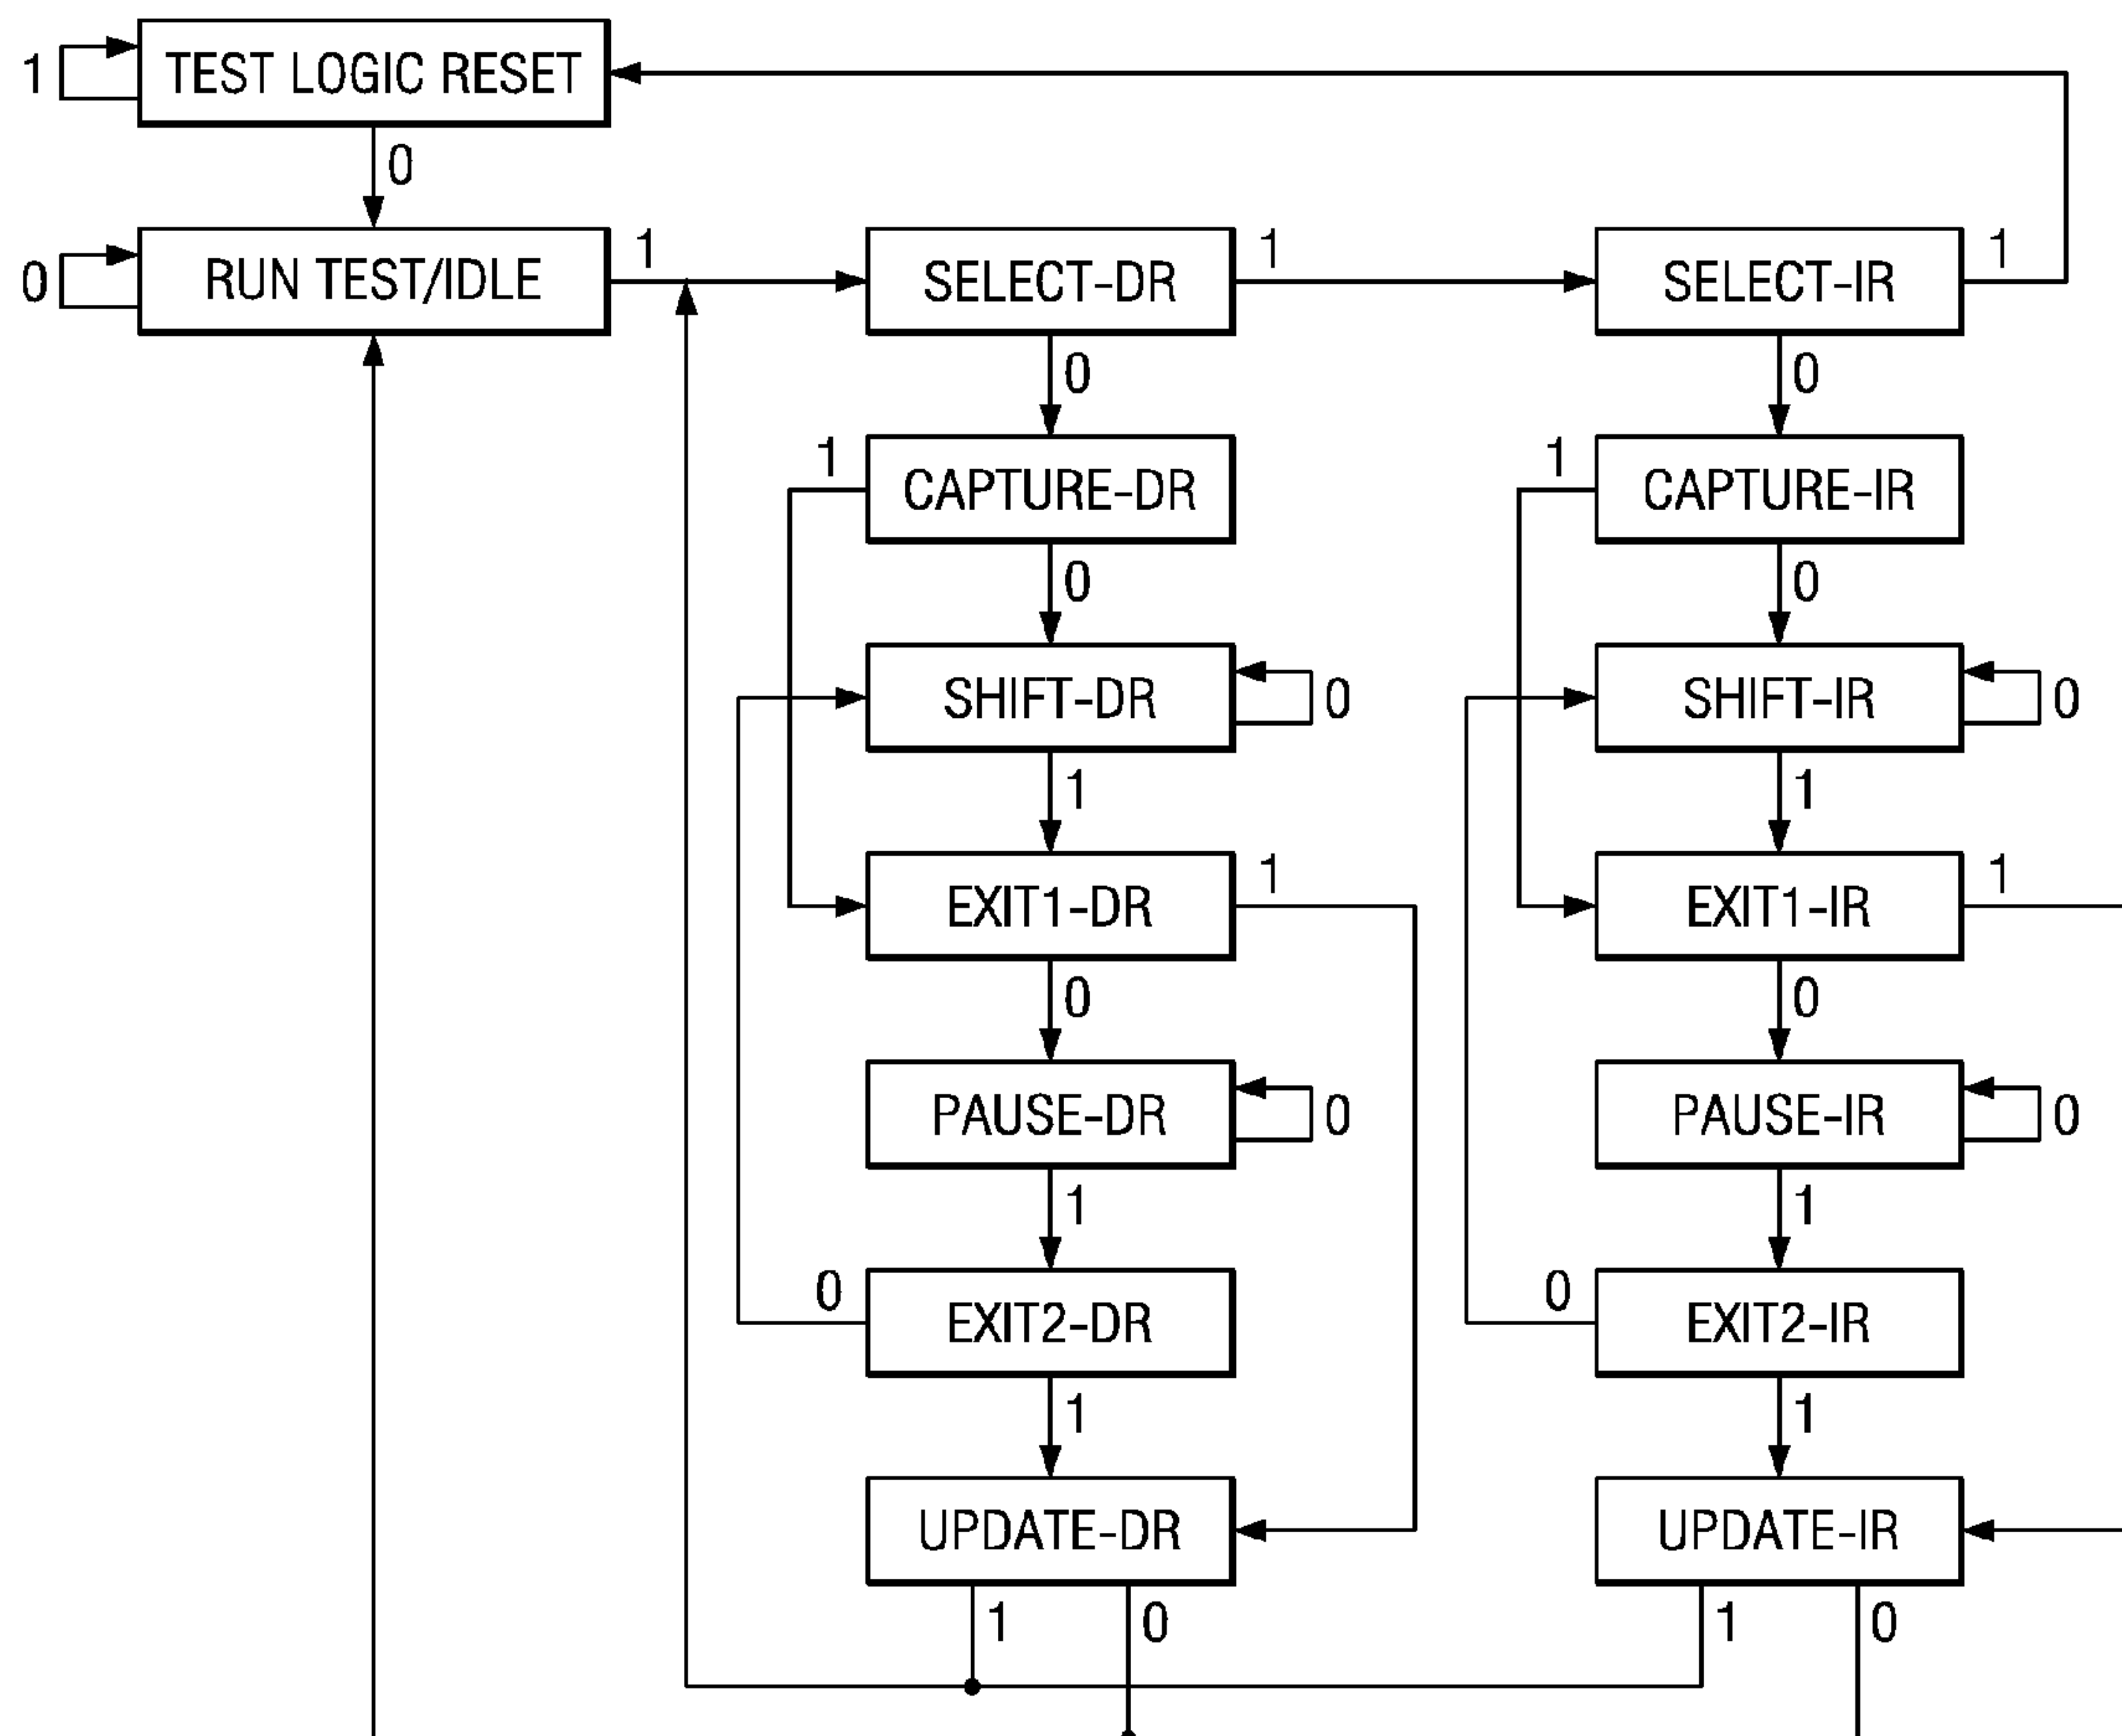 TEST LOGIC RESET
1
0
RUN TEST/IDLE
0
1
SELECT-DR
1
SELECT-IR
1
0
0
1
CAPTURE-DR
1
CAPTURE-IR
0
0
SHIFT-DR
0
SHIFT-IR
0
1
1
EXIT1-DR
1
EXIT1-IR
1
0
0
PAUSE-DR
0
PAUSE-IR
0
1
1
0
EXIT2-DR
0
EXIT2-IR
1
1
UPDATE-DR
UPDATE-IR
1
0
1
0